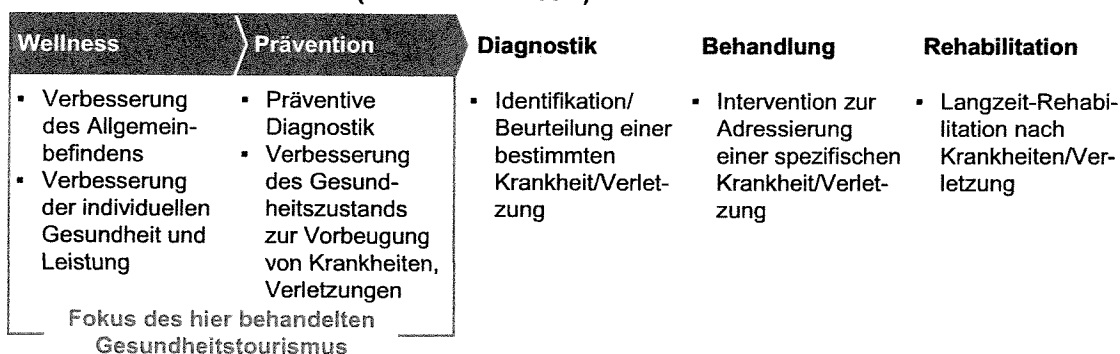 Wellness
Prävention
Diagnostik
Behandlung
Rehabilitation
▪ Verbesserung
des Allgemein-
befindens
▪ Verbesserung
der individuellen
Gesundheit und
Leistung
▪ Präventive
Diagnostik
▪ Verbesserung
des Gesund-
heitszustands
zur Vorbeugung
von Krankheiten,
Verletzungen
▪ Identifikation/
Beurteilung einer
bestimmten
Krankheit/Verlet-
zung
▪ Intervention zur
Adressierung
einer spezifischen
Krankheit/Verlet-
zung
▪ Langzeit-Rehabi-
litation nach
Krankheiten/Ver-
letzung
Fokus des hier behandelten
Gesundheitstourismus